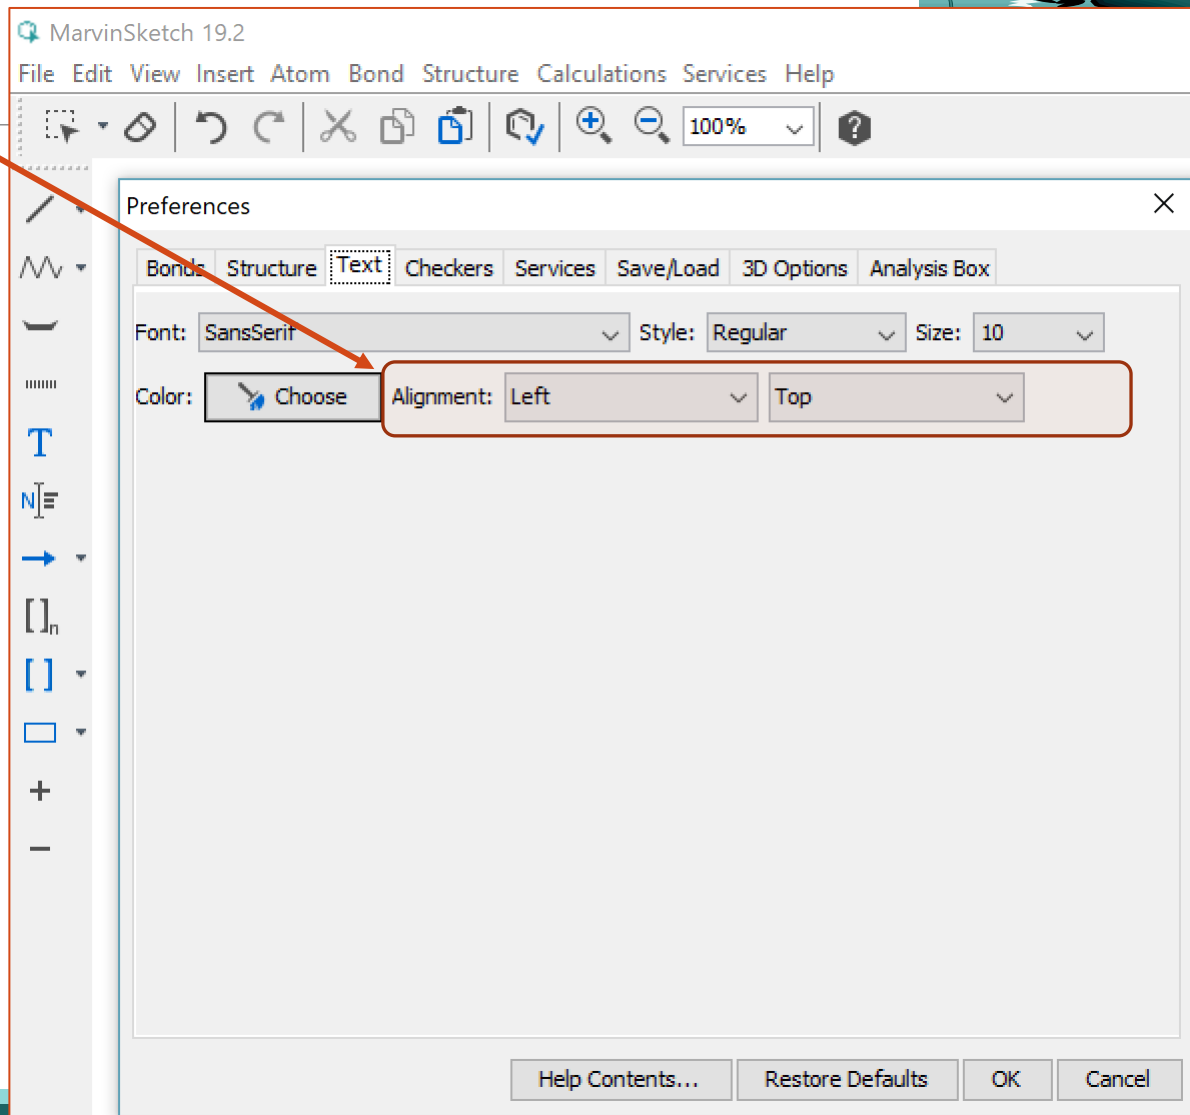 MarvinSketch 19.2
File Edit View Insert Atom Bond Structure Calculations Services Help
100%
?
Preferences
Bonds Structure Text Checkers Services Save/Load 3D Options Analysis Box
Font: SansSerif Style: Regular Size: 10
Color: Choose Alignment: Left Top
T
N
[ ]n
[ ]
+
−
Help Contents... Restore Defaults OK Cancel